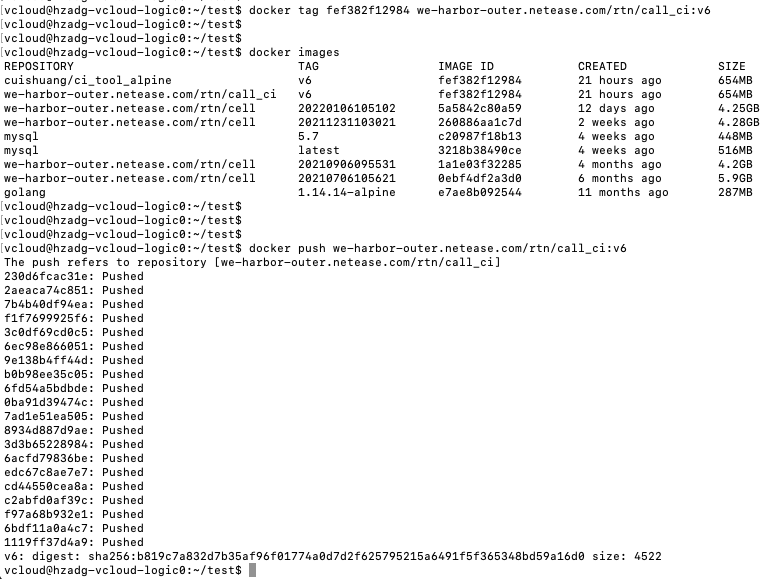 [vcloud@hzadg-vcloud-logic0:~/test$ docker tag fef382f12984 we-harbor-outer.netease.com/rtn/call_ci:v6
[vcloud@hzadg-vcloud-logic0:~/test$
[vcloud@hzadg-vcloud-logic0:~/test$
[vcloud@hzadg-vcloud-logic0:~/test$ docker images
REPOSITORY TAG IMAGE ID CREATED SIZE
cuishuang/ci_tool_alpine v6 fef382f12984 21 hours ago 654MB
we-harbor-outer.netease.com/rtn/call_ci v6 fef382f12984 21 hours ago 654MB
we-harbor-outer.netease.com/rtn/cell 20220106105102 5a5842c80a59 12 days ago 4.25GB
we-harbor-outer.netease.com/rtn/cell 20211231103021 260886aa1c7d 2 weeks ago 4.28GB
mysql 5.7 c20987f18b13 4 weeks ago 448MB
mysql latest 3218b38490ce 4 weeks ago 516MB
we-harbor-outer.netease.com/rtn/cell 20210906095531 1a1e03f32285 4 months ago 4.2GB
we-harbor-outer.netease.com/rtn/cell 20210706105621 0ebf4df2a3d0 6 months ago 5.9GB
golang 1.14.14-alpine e7ae8b092544 11 months ago 287MB
[vcloud@hzadg-vcloud-logic0:~/test$
[vcloud@hzadg-vcloud-logic0:~/test$
[vcloud@hzadg-vcloud-logic0:~/test$
[vcloud@hzadg-vcloud-logic0:~/test$ docker push we-harbor-outer.netease.com/rtn/call_ci:v6
The push refers to repository [we-harbor-outer.netease.com/rtn/call_ci]
230d6fcac31e: Pushed
2aeaca74c851: Pushed
7b4b40df94ea: Pushed
f1f7699925f6: Pushed
3c0df69cd0c5: Pushed
6ec98e866051: Pushed
9e138b4ff44d: Pushed
b0b98ee35c05: Pushed
6fd54a5bdbde: Pushed
0ba91d39474c: Pushed
7ad1e51ea505: Pushed
8934d887d9ae: Pushed
3d3b65228984: Pushed
6acfd79836be: Pushed
edc67c8ae7e7: Pushed
cd44550cea8a: Pushed
c2abfd0af39c: Pushed
f97a68b932e1: Pushed
6bdf11a0a4c7: Pushed
1119ff37d4a9: Pushed
v6: digest: sha256:b819c7a832d7b35af96f01774a0d7d2f625795215a6491f5f365348bd59a16d0 size: 4522
vcloud@hzadg-vcloud-logic0:~/test$